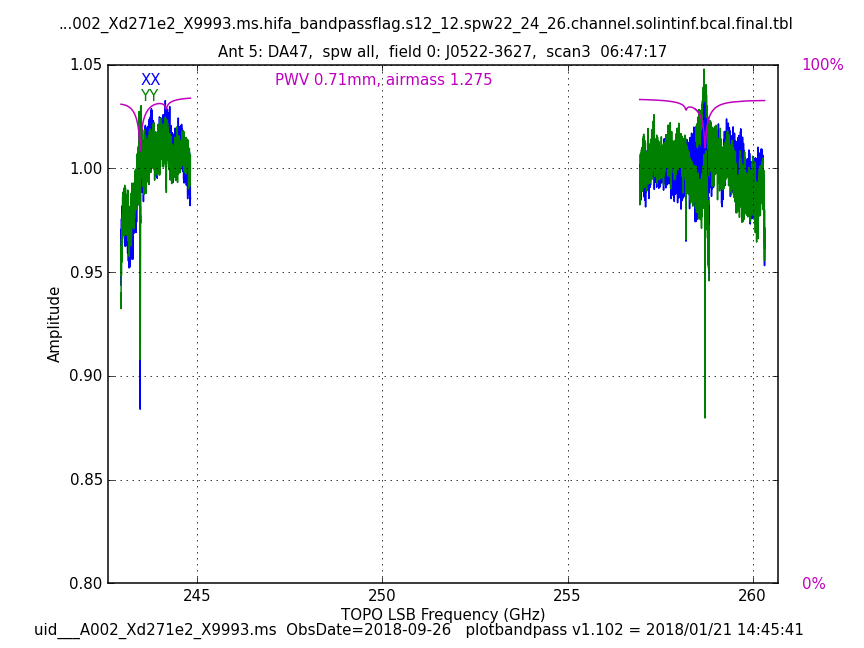 ...002_Xd271e2_X9993.ms.hifa_bandpassflag.s12_12.spw22_24_26.channel.solintinf.bcal.final.tbl
Ant 5: DA47,  spw all,  field 0: J0522-3627,  scan3  06:47:17
1.05
100%
XX
PWV 0.71mm, airmass 1.275
YY
1.00
0.95
Amplitude
0.90
0.85
0.80
0%
245
250
255
260
TOPO LSB Frequency (GHz)
uid___A002_Xd271e2_X9993.ms  ObsDate=2018-09-26   plotbandpass v1.102 = 2018/01/21 14:45:41